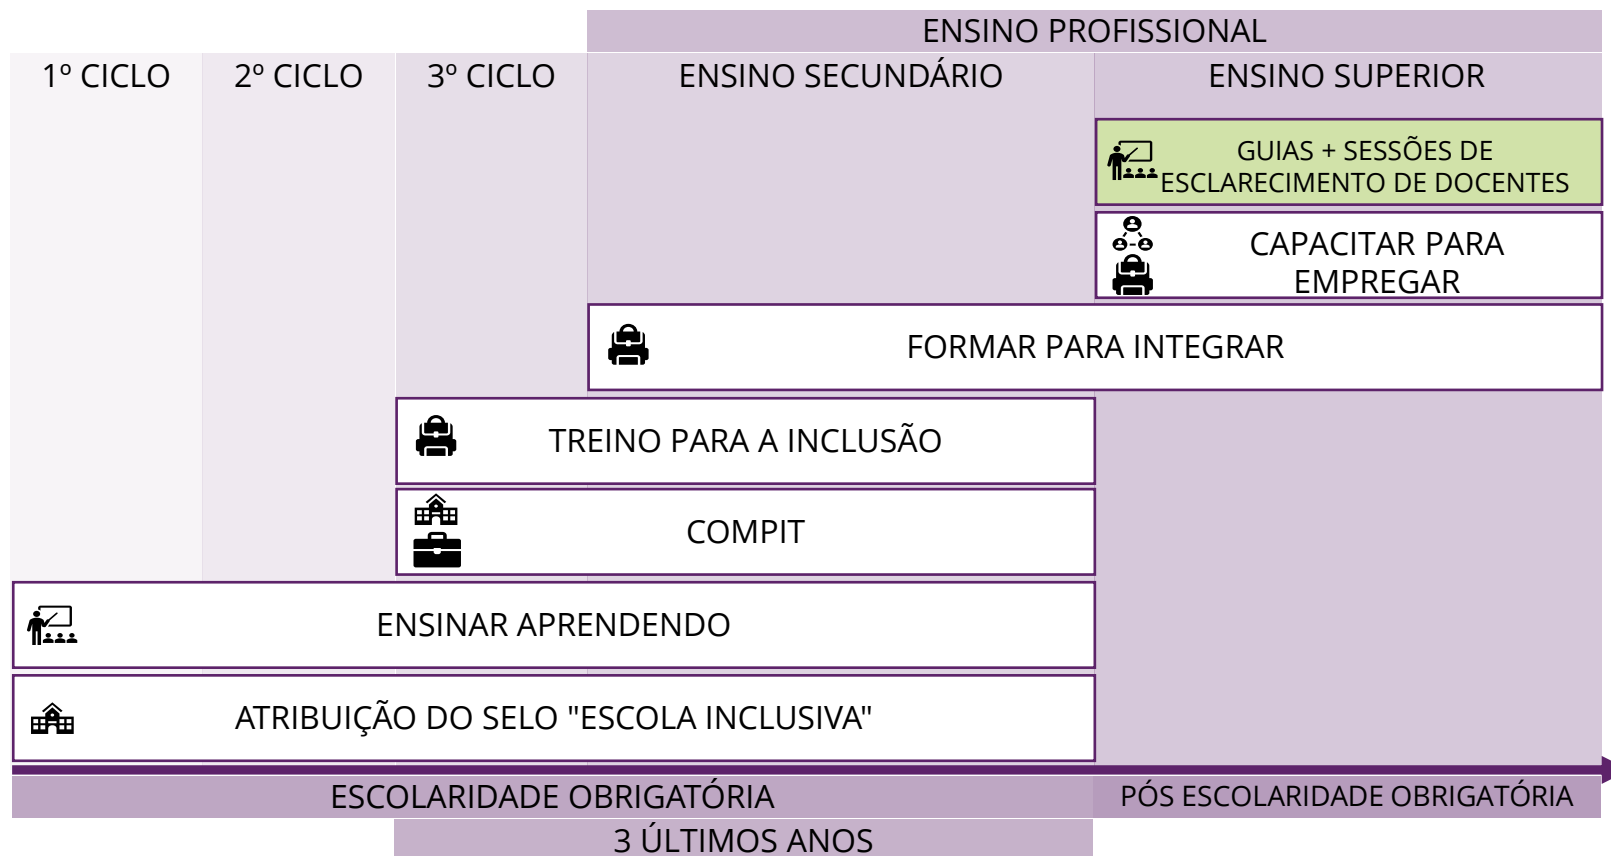 ENSINO PROFISSIONAL
1º CICLO
2º CICLO
3º CICLO
ENSINO SECUNDÁRIO
ENSINO SUPERIOR
GUIAS + SESSÕES DE
ESCLARECIMENTO DE DOCENTES
CAPACITAR PARA
EMPREGAR
FORMAR PARA INTEGRAR
TREINO PARA A INCLUSÃO
COMPIT
ENSINAR APRENDENDO
ATRIBUIÇÃO DO SELO "ESCOLA INCLUSIVA"
ESCOLARIDADE OBRIGATÓRIA
PÓS ESCOLARIDADE OBRIGATÓRIA
3 ÚLTIMOS ANOS